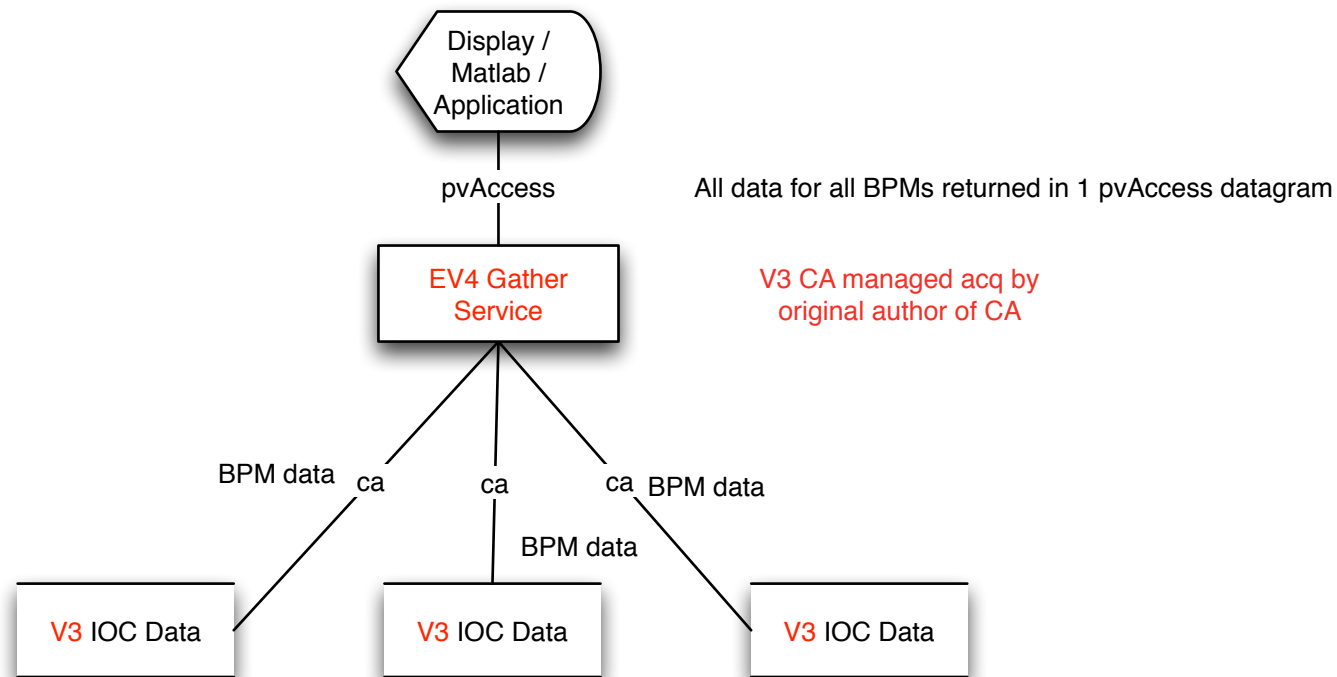 Display /
Matlab /
Application
pvAccess
All data for all BPMs returned in 1 pvAccess datagram
EV4 Gather
Service
V3 CA managed acq by
original author of CA
BPM data
ca
ca
ca
BPM data
BPM data
V3 IOC Data
V3 IOC Data
V3 IOC Data